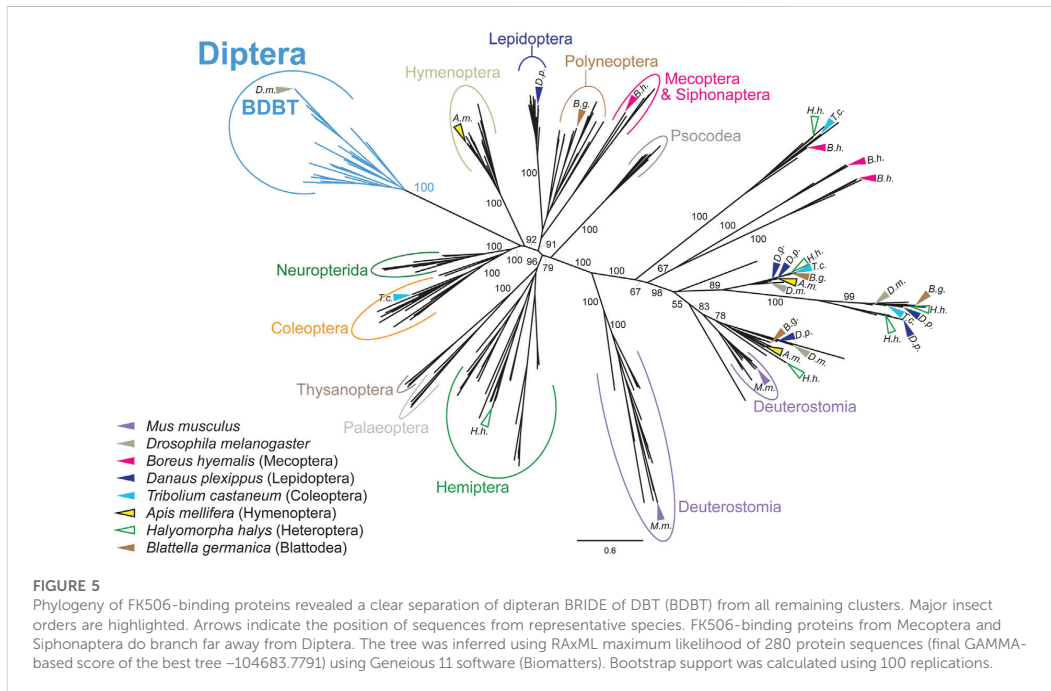 Lepidoptera
Diptera
Hymenoptera
Polyneoptera
Mecoptera
& Siphonaptera
D.m.
BDBT
D.p.
B.h.
B.g.
A.m.
Psocodea
H.h.
T.c.
B.h.
B.h.
B.h.
100
100
100
100
100
100
100
100
92
91
100
100
96
79
100
100
100
67
67
98
55
89
83
78
100
99
100
100
Neuropterida
T.c.
Coleoptera
D.p.
D.p.
H.h.
T.c.
B.g.
A.m.
D.m.
D.m.
B.g.
H.h.
T.c.
D.p.
D.p.
H.h.
B.g.
D.p.
D.m.
A.m.
H.h.
M.m.
Deuterostomia
Thysanoptera
Palaeoptera
H.h.
Hemiptera
Deuterostomia
M.m.
0.6
Mus musculus
Drosophila melanogaster
Boreus hyemalis (Mecoptera)
Danaus plexippus (Lepidoptera)
Tribolium castaneum (Coleoptera)
Apis mellifera (Hymenoptera)
Halyomorpha halys (Heteroptera)
Blattella germanica (Blattodea)
FIGURE 5
Phylogeny of FK506-binding proteins revealed a clear separation of dipteran BRIDE of DBT (BDBT) from all remaining clusters. Major insect
orders are highlighted. Arrows indicate the position of sequences from representative species. FK506-binding proteins from Mecoptera and
Siphonaptera do branch far away from Diptera. The tree was inferred using RAxML maximum likelihood of 280 protein sequences (final GAMMA-
based score of the best tree –104683.7791) using Geneious 11 software (Biomatters). Bootstrap support was calculated using 100 replications.